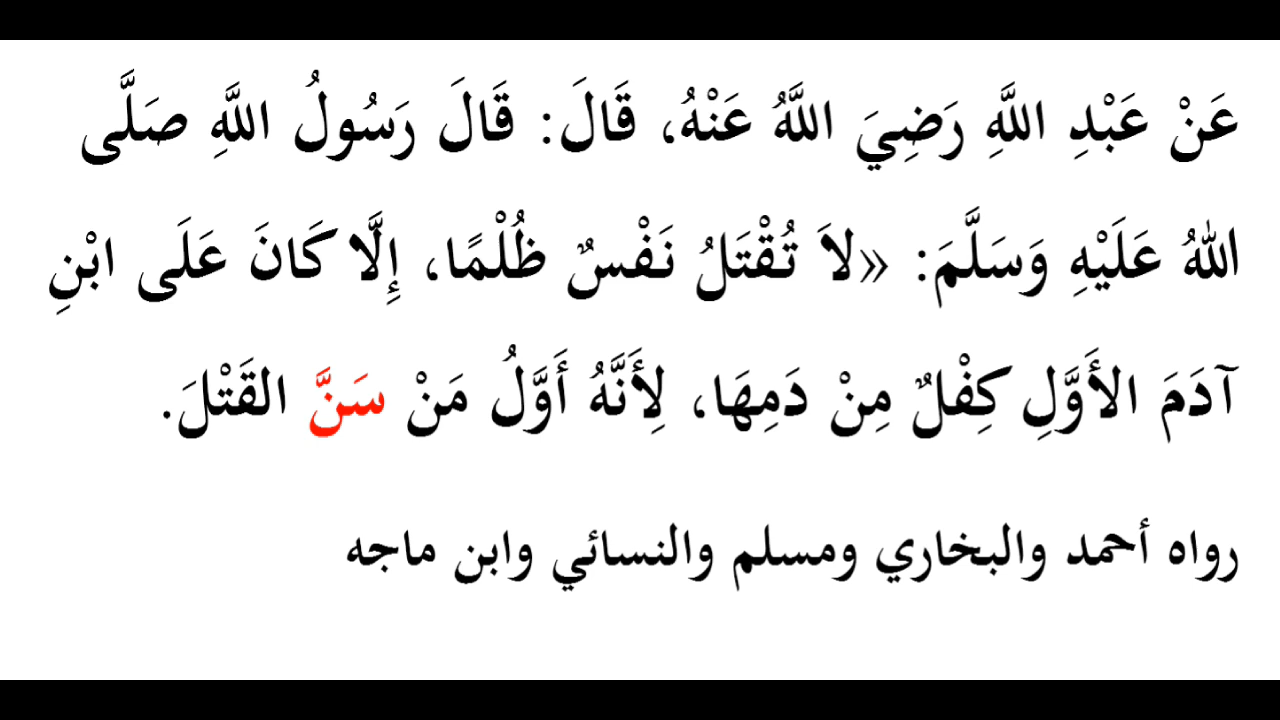 عَنْ عَبْدِ اللَّهِ رَضِيَ اللَّهُ عَنْهُ، قَالَ: قَالَ رَسُولُ اللَّهِ صَلَّى
اللهُ عَلَيْهِ وَسَلَّمَ: «لاَ تُقْتَلُ نَفْسٌ ظُلْمًا، إِلَّا كَانَ عَلَى ابْنِ
آدَمَ الأَوَّلِ كِفْلٌ مِنْ دَمِهَا، لِأَنَّهُ أَوَّلُ مَنْ سَنَّ القَتْلَ.
رواه أحمد والبخاري ومسلم والنسائي وابن ماجه